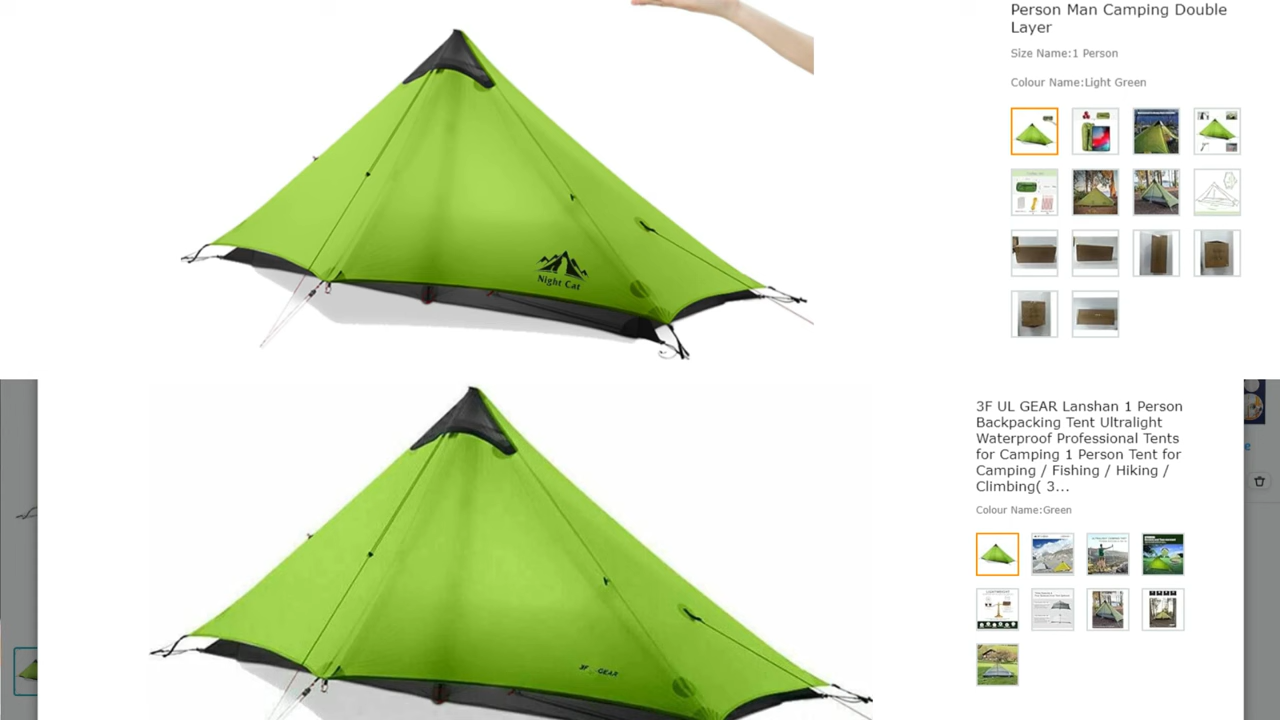 Person Man Camping Double
Layer
Size Name:1 Person
Colour Name:Light Green
Night Cat
3F UL GEAR Lanshan 1 Person
Backpacking Tent Ultralight
Waterproof Professional Tents
for Camping 1 Person Tent for
Camping / Fishing / Hiking /
Climbing( 3...
Colour Name:Green
3F GEAR
e